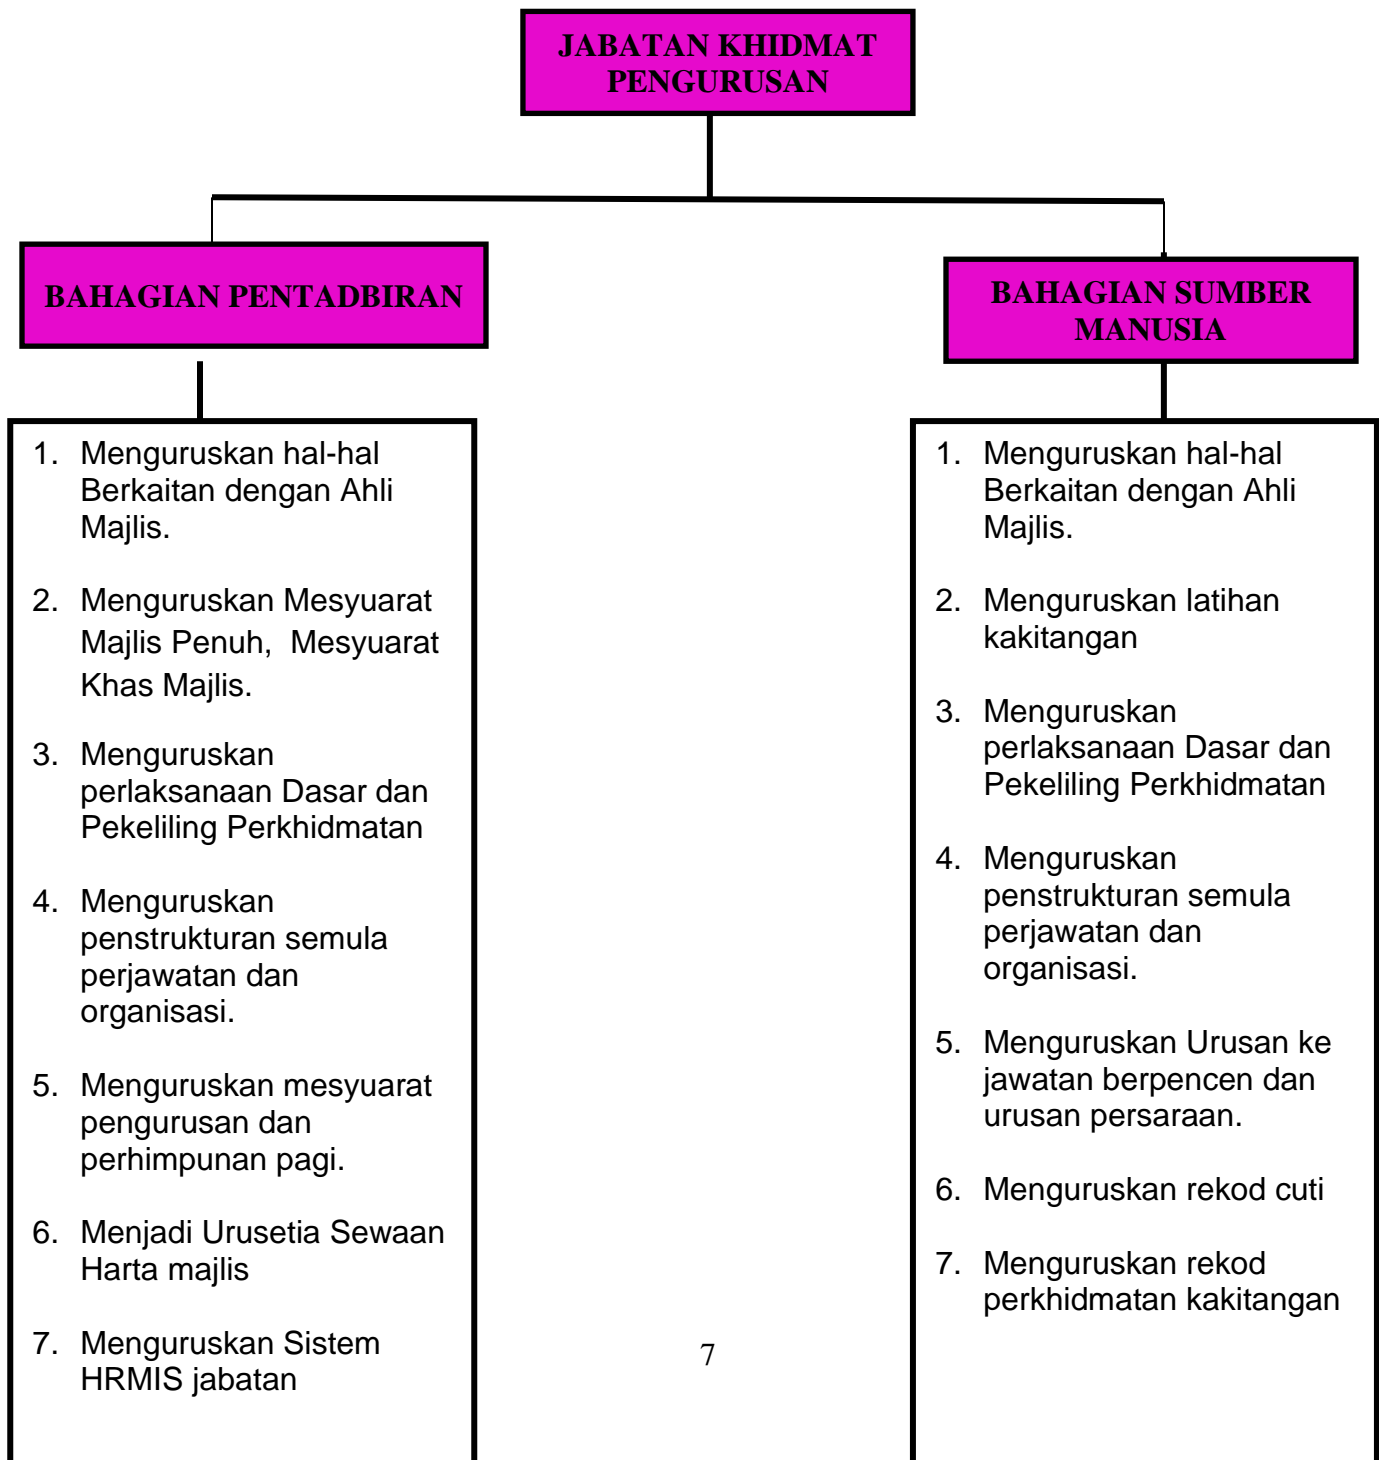 JABATAN KHIDMAT
PENGURUSAN
BAHAGIAN PENTADBIRAN
1. Menguruskan hal-hal
Berkaitan dengan Ahli
Majlis.
2. Menguruskan Mesyuarat
Majlis Penuh, Mesyuarat
Khas Majlis.
3. Menguruskan
perlaksanaan Dasar dan
Pekeliling Perkhidmatan
4. Menguruskan
penstrukturan semula
perjawatan dan
organisasi.
5. Menguruskan mesyuarat
pengurusan dan
perhimpunan pagi.
6. Menjadi Urusetia Sewaan
Harta majlis
7. Menguruskan Sistem
HRMIS jabatan
BAHAGIAN SUMBER
MANUSIA
1. Menguruskan hal-hal
Berkaitan dengan Ahli
Majlis.
2. Menguruskan latihan
kakitangan
3. Menguruskan
perlaksanaan Dasar dan
Pekeliling Perkhidmatan
4. Menguruskan
penstrukturan semula
perjawatan dan
organisasi.
5. Menguruskan Urusan ke
jawatan berpencen dan
urusan persaraan.
6. Menguruskan rekod cuti
7. Menguruskan rekod
perkhidmatan kakitangan
7